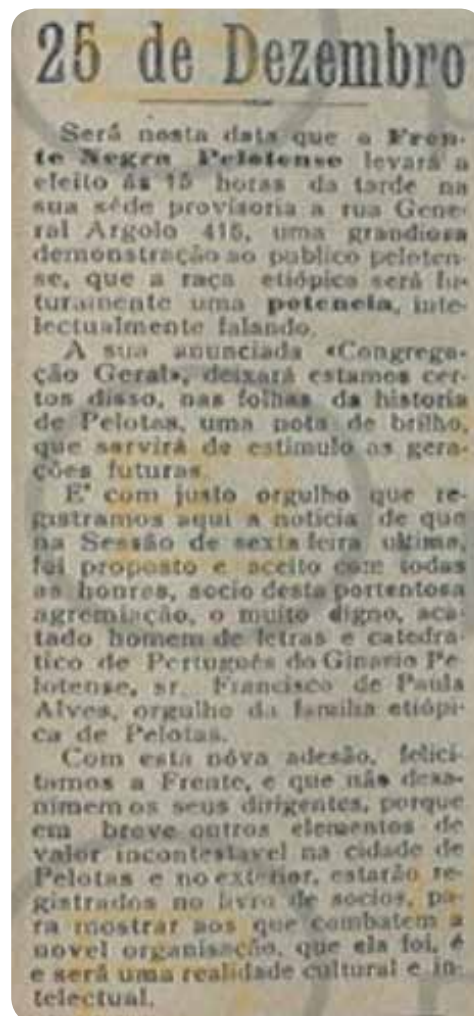 25 de Dezembro
Será nesta data que a Fren-
te Negra Pelotense levará a
efeito ás 15 horas da tarde na
sua séde provisoria a rua Gene-
ral Argolo 415, uma grandiosa
demonstração ao publico peloten-
se, que a raça etiópica será fu-
turamente uma potencia, inte-
lectualmente falando.
A sua anunciada «Congrega-
ção Geral», deixará estamos cer-
tos disso, nas folhas da historia
de Pelotas, uma nota de brilho,
que servirá de estimulo as gera-
ções futuras.
E' com justo orgulho que re-
gistramos aqui a noticia de que
na Sessão de sexta feira ultima,
foi proposto e aceito com todas
as honres, socio desta portentosa
agremiação, o muito digno, aca-
tado homem de letras e catedra-
tico de Portugués do Ginario Pe-
lotense, sr. Francisco de Paula
Alves, orgulho da familia etiópi-
ca de Pelotas.
Com esta nóva adesão, felici-
tamos a Frente, e que nãs desa-
nimem os seus dirigentes, porque
em breve outros elementos de
valor incontestavel na cidade de
Pelotas e no exterior, estarão re-
gistrados no livro de socios, pa-
ra mostrar aos que combatem a
novel organisação, que ela foi, é
e será uma realidade cultural e in-
telectual.